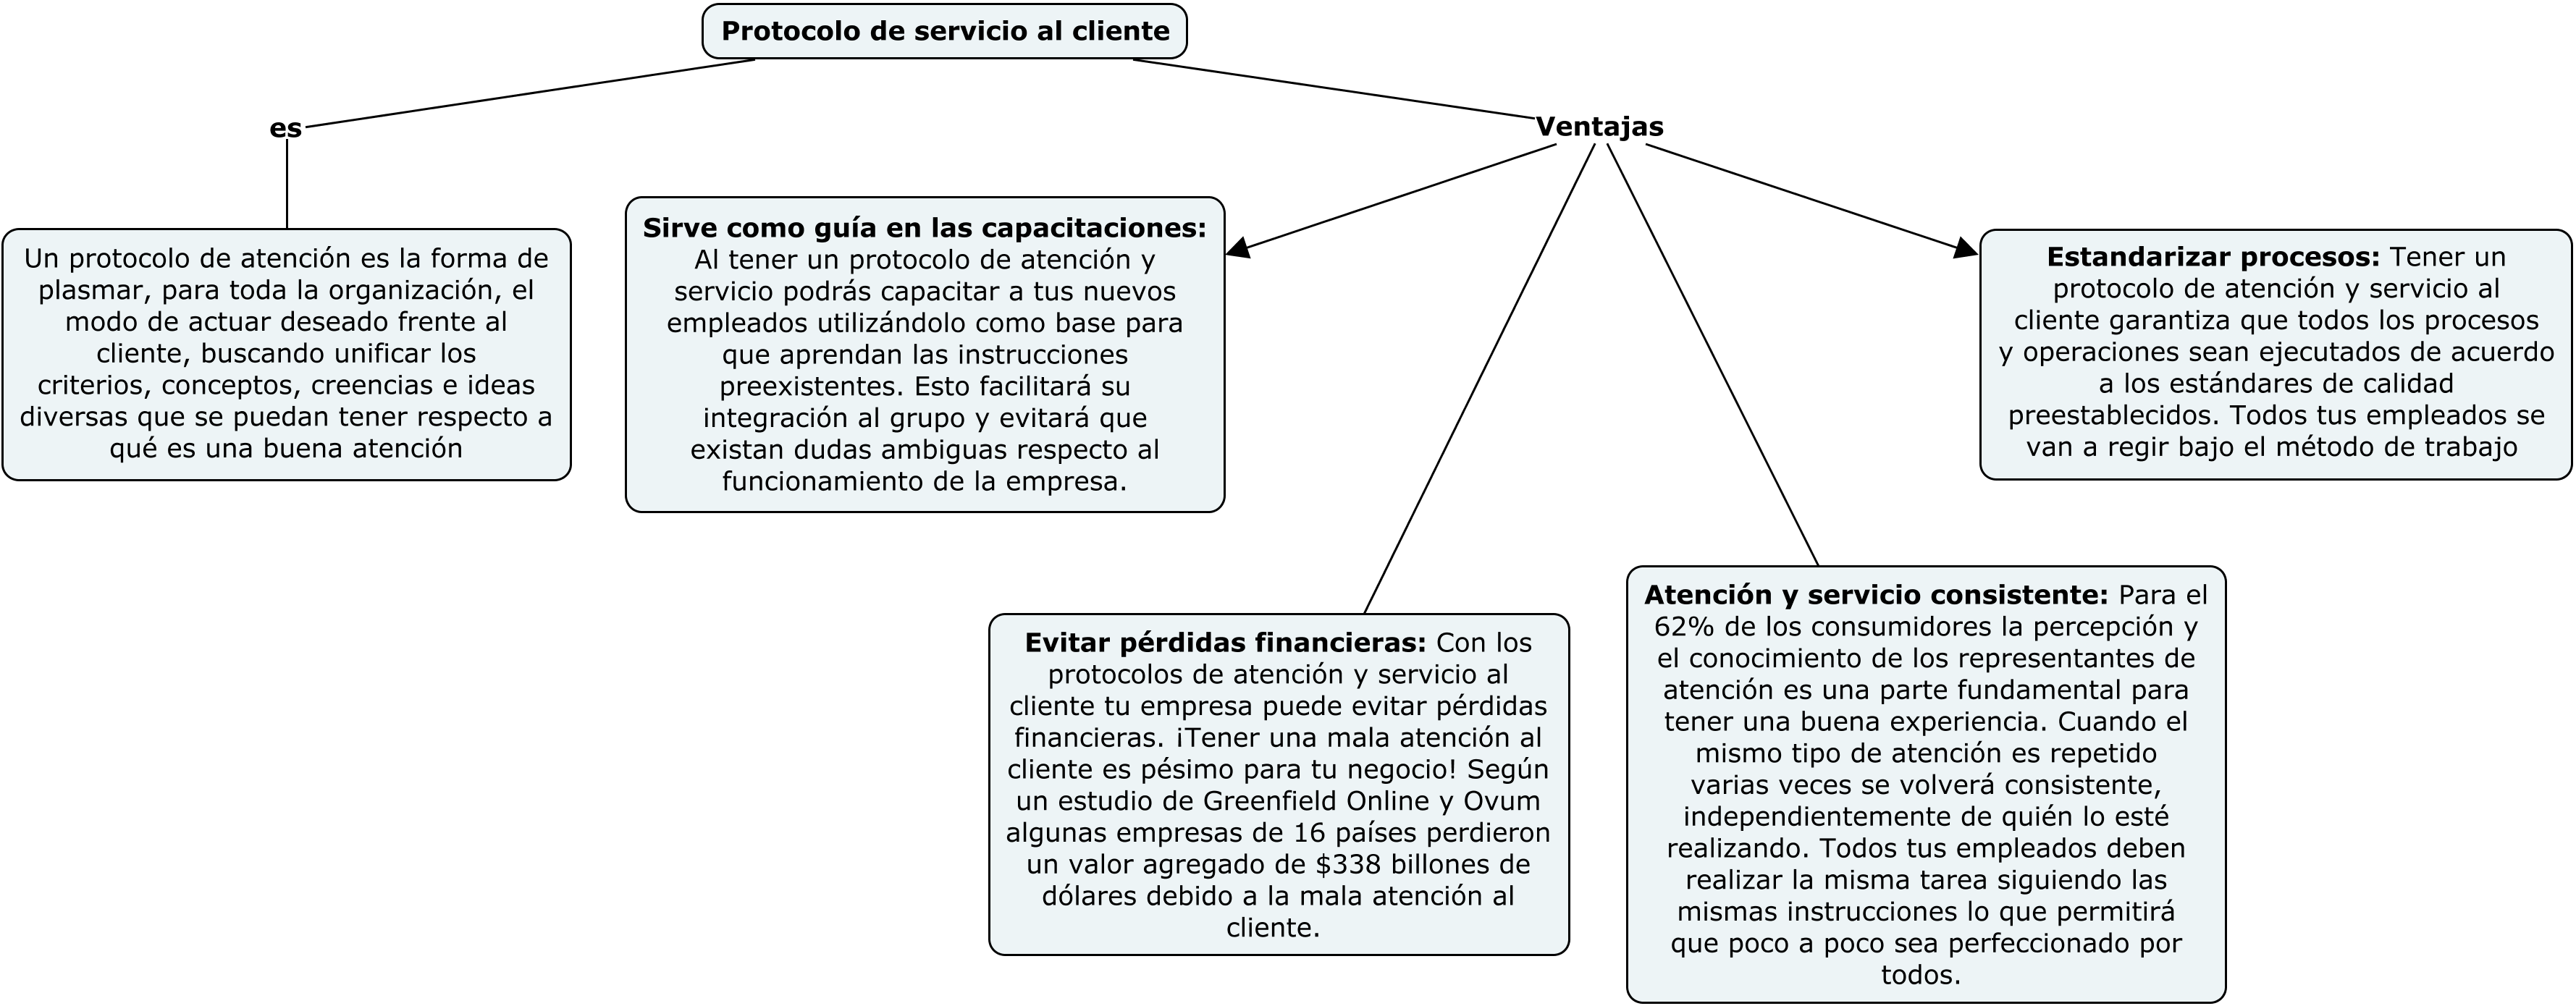 Protocolo de servicio al cliente
es
Ventajas
Un protocolo de atención es la forma de
plasmar, para toda la organización, el
modo de actuar deseado frente al
cliente, buscando unificar los
criterios, conceptos, creencias e ideas
diversas que se puedan tener respecto a
qué es una buena atención
Sirve como guía en las capacitaciones:
Al tener un protocolo de atención y
servicio podrás capacitar a tus nuevos
empleados utilizándolo como base para
que aprendan las instrucciones
preexistentes. Esto facilitará su
integración al grupo y evitará que
existan dudas ambiguas respecto al
funcionamiento de la empresa.
Estandarizar procesos: Tener un
protocolo de atención y servicio al
cliente garantiza que todos los procesos
y operaciones sean ejecutados de acuerdo
a los estándares de calidad
preestablecidos. Todos tus empleados se
van a regir bajo el método de trabajo
Evitar pérdidas financieras: Con los
protocolos de atención y servicio al
cliente tu empresa puede evitar pérdidas
financieras. ¡Tener una mala atención al
cliente es pésimo para tu negocio! Según
un estudio de Greenfield Online y Ovum
algunas empresas de 16 países perdieron
un valor agregado de $338 billones de
dólares debido a la mala atención al
cliente.
Atención y servicio consistente: Para el
62% de los consumidores la percepción y
el conocimiento de los representantes de
atención es una parte fundamental para
tener una buena experiencia. Cuando el
mismo tipo de atención es repetido
varias veces se volverá consistente,
independientemente de quién lo esté
realizando. Todos tus empleados deben
realizar la misma tarea siguiendo las
mismas instrucciones lo que permitirá
que poco a poco sea perfeccionado por
todos.